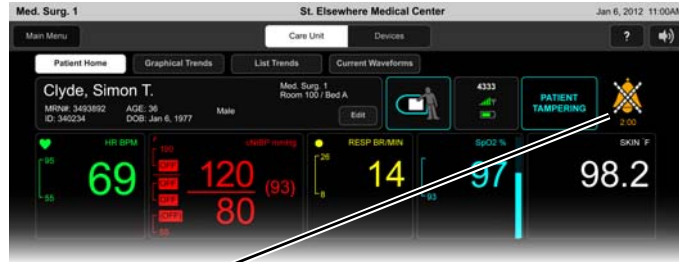 Med. Surg. 1 St. Elsewhere Medical Center Jan 6, 2012 11:00AM
Main Menu Care Unit Devices ?
Patient Home Graphical Trends List Trends Current Waveforms
Clyde, Simon T. Med. Surg. 1
Room 100 / Bed A
MRN#: 3493892 AGE: 36 Male
ID: 340234 DOB: Jan 6, 1977 Edit
4333
PATIENT
TAMPERING
2:00
HR BPM cNIBP mmHg RESP BR/MIN SpO2 % SKIN °F
95 55 69
190 OFF OFF OFF (OFF) 55 120 (93) 80
26 8 14
93 97
98.2